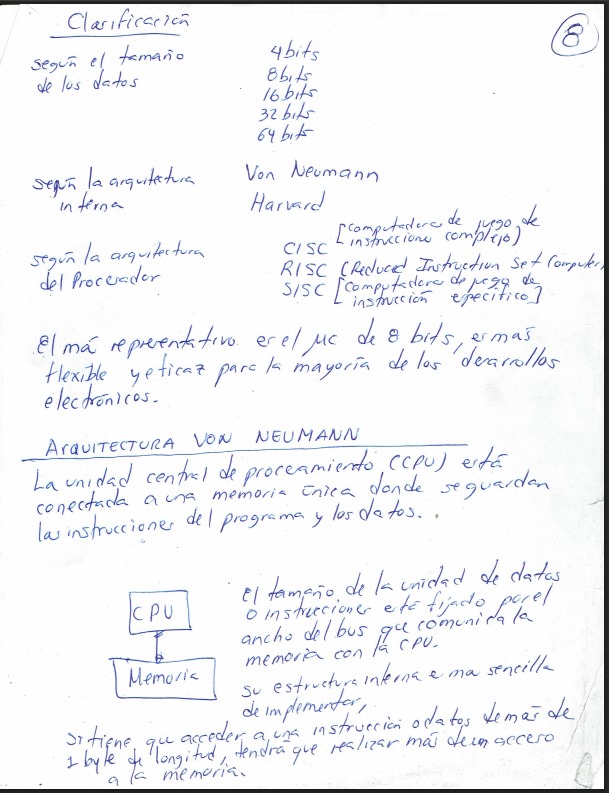 Clasificación
8
según el tamaño
de los datos
4 bits
8 bits
16 bits
32 bits
64 bits
según la arquitectura
interna
Von Neumann
Harvard
según la arquitectura
del Procesador
CISC [computadora de juego de
instrucciones complejo)
RISC (Reduced Instruction Set Computer,
SISC [computadora de juego de
instrucción específico]
El más representativo es el μc de 8 bits, es más
flexible y eficaz para la mayoría de los desarrollos
electrónicos.
ARQUITECTURA VON NEUMANN
La unidad central de procesamiento (CPU) está
conectada a una memoria única donde se guardan
las instrucciones del programa y los datos. .
CPU
Memoria
el tamaño de la unidad de datos
o instrucciones está fijado por el
ancho del bus que comunica la
memoria con la CPU.
su estructura interna e mas sencilla
de implementar,
si tiene que acceder a una instrucción o datos de más de
1 byte de longitud, tendrá que realizar más de un acceso
a la memoria.